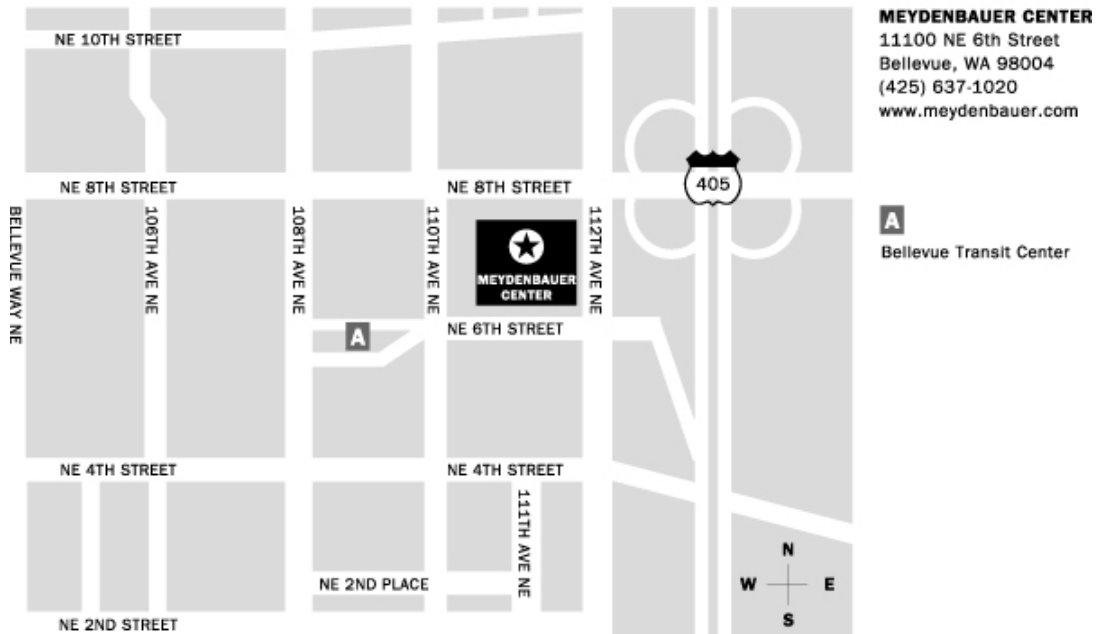 MEYDENBAUER CENTER
11100 NE 6th Street
Bellevue, WA 98004
(425) 637-1020
www.meydenbauer.com
A
Bellevue Transit Center
NE 10TH STREET
NE 8TH STREET
NE 8TH STREET
405
BELLEVUE WAY NE
106TH AVE NE
108TH AVE NE
110TH AVE NE
112TH AVE NE
MEYDENBAUER
CENTER
A
NE 6TH STREET
NE 4TH STREET
NE 4TH STREET
111TH AVE NE
NE 2ND PLACE
NE 2ND STREET
N
W
E
S